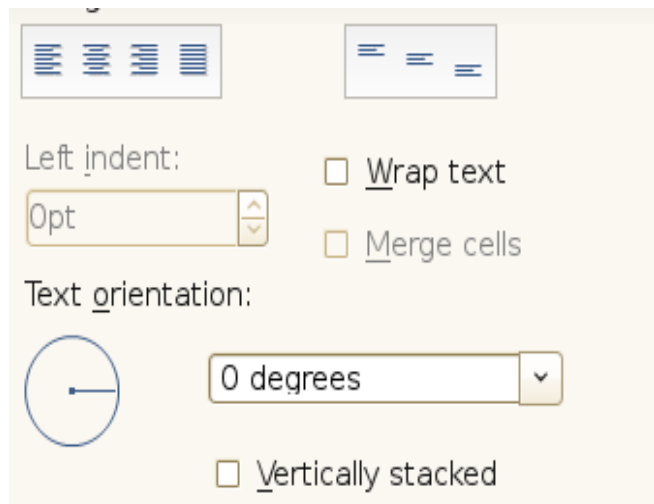 Left indent:
Wrap text
0pt
Merge cells
Text orientation:
0 degrees
Vertically stacked